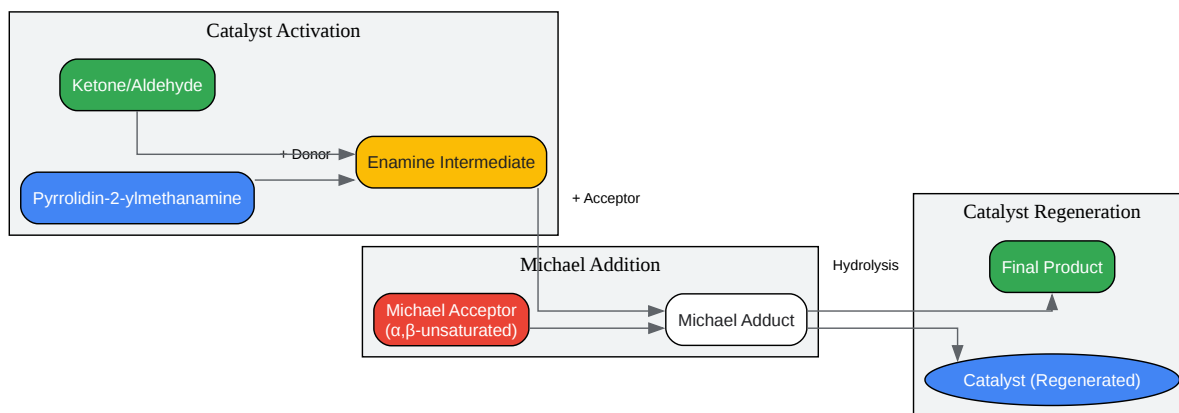 Catalyst Activation
Ketone/Aldehyde
+ Donor
Enamine Intermediate
Pyrrolidin-2-ylmethanamine
+ Acceptor
Michael Addition
Michael Acceptor
(α,β-unsaturated)
Michael Adduct
Hydrolysis
Catalyst Regeneration
Final Product
Catalyst (Regenerated)